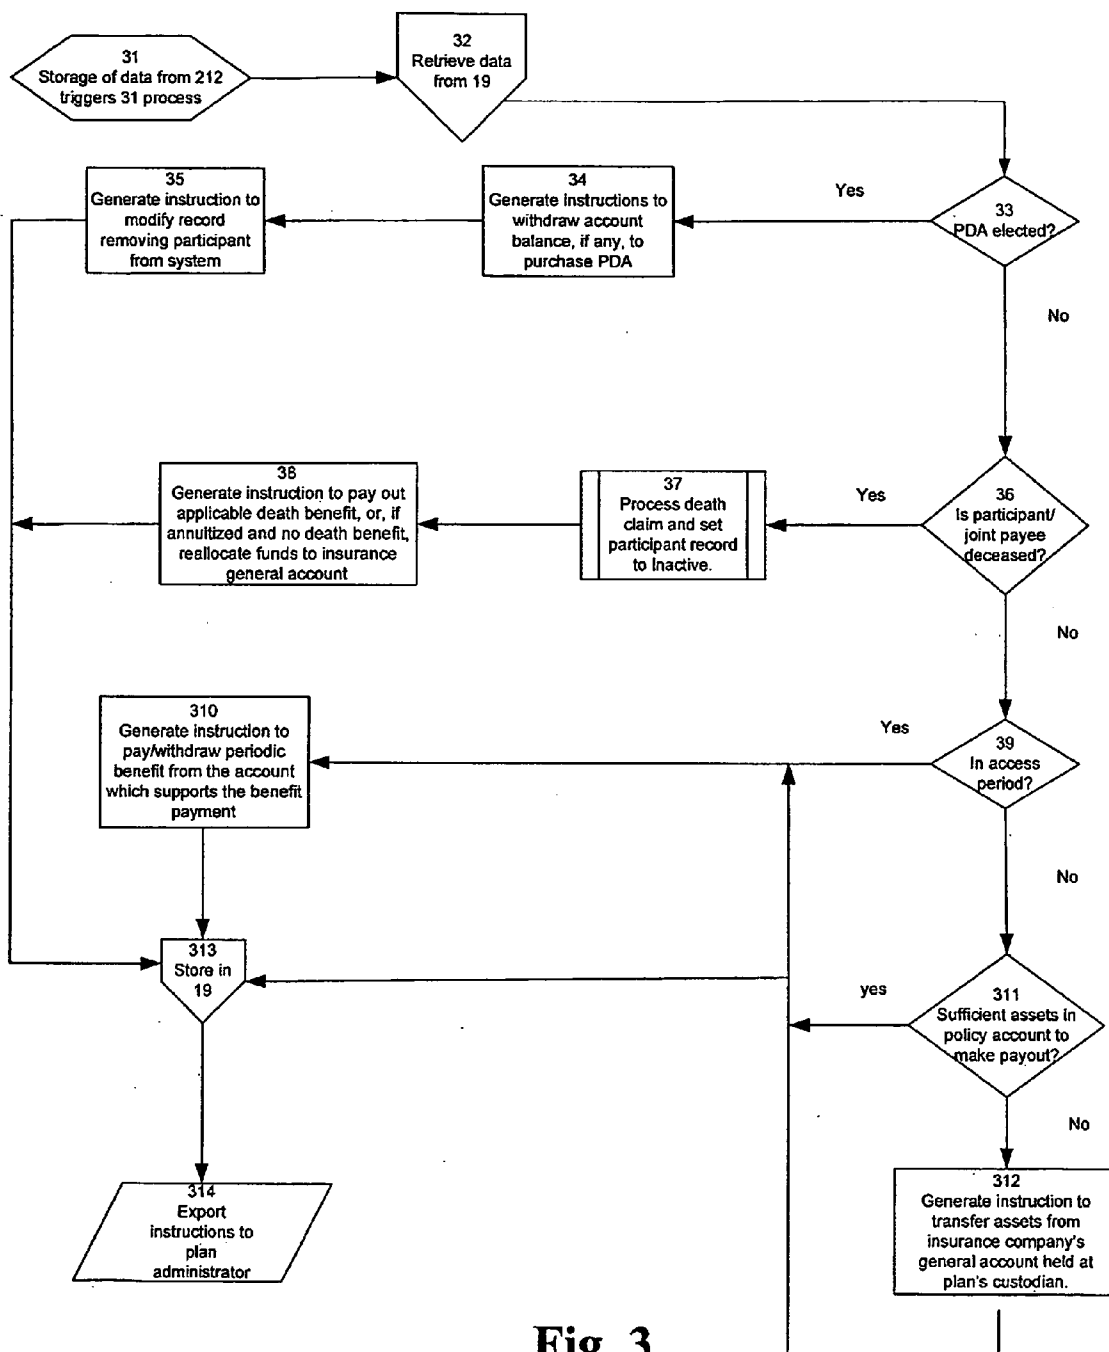 31
Storage of data from 212
triggers 31 process
32
Retrieve data
from 19
33
PDA elected?
Yes
No
34
Generate instructions to
withdraw account
balance, if any, to
purchase PDA
35
Generate instruction to
modify record
removing participant
from system
36
Is participant/
joint payee
deceased?
Yes
No
37
Process death
claim and set
participant record
to Inactive.
38
Generate instruction to pay out
applicable death benefit, or, if
annuitized and no death benefit,
reallocate funds to insurance
general account
39
In access
period?
Yes
No
310
Generate instruction to
pay/withdraw periodic
benefit from the account
which supports the benefit
payment
311
Sufficient assets in
policy account to
make payout?
yes
No
312
Generate instruction to
transfer assets from
insurance company's
general account held at
plan's custodian.
313
Store in
19
314
Export
instructions to
plan
administrator
Fig. 3